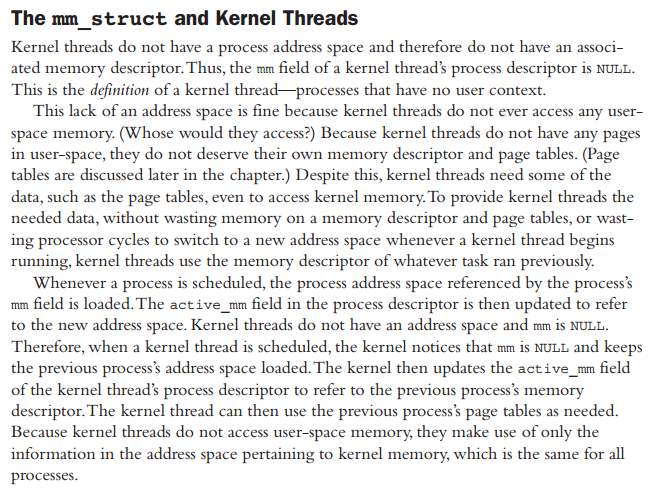 The mm_struct and Kernel Threads
Kernel threads do not have a process address space and therefore do not have an associ-
ated memory descriptor. Thus, the mm field of a kernel thread's process descriptor is NULL.
This is the definition of a kernel thread—processes that have no user context.
This lack of an address space is fine because kernel threads do not ever access any user-
space memory. (Whose would they access?) Because kernel threads do not have any pages
in user-space, they do not deserve their own memory descriptor and page tables. (Page
tables are discussed later in the chapter.) Despite this, kernel threads need some of the
data, such as the page tables, even to access kernel memory. To provide kernel threads the
needed data, without wasting memory on a memory descriptor and page tables, or wast-
ing processor cycles to switch to a new address space whenever a kernel thread begins
running, kernel threads use the memory descriptor of whatever task ran previously.
Whenever a process is scheduled, the process address space referenced by the process's
mm field is loaded. The active_mm field in the process descriptor is then updated to refer
to the new address space. Kernel threads do not have an address space and mm is NULL.
Therefore, when a kernel thread is scheduled, the kernel notices that mm is NULL and keeps
the previous process's address space loaded. The kernel then updates the active_mm field
of the kernel thread's process descriptor to refer to the previous process's memory
descriptor. The kernel thread can then use the previous process's page tables as needed.
Because kernel threads do not access user-space memory, they make use of only the
information in the address space pertaining to kernel memory, which is the same for all
processes.